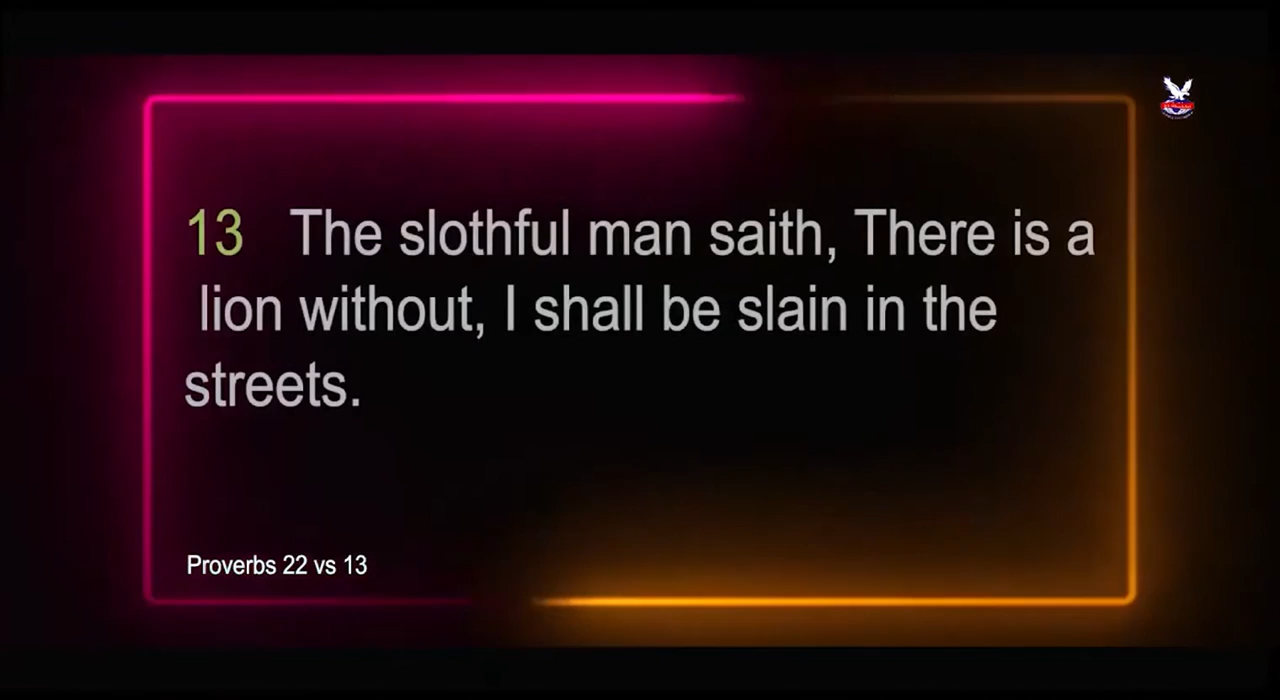 13 The slothful man saith, There is a
lion without, I shall be slain in the
streets.
Proverbs 22 vs 13